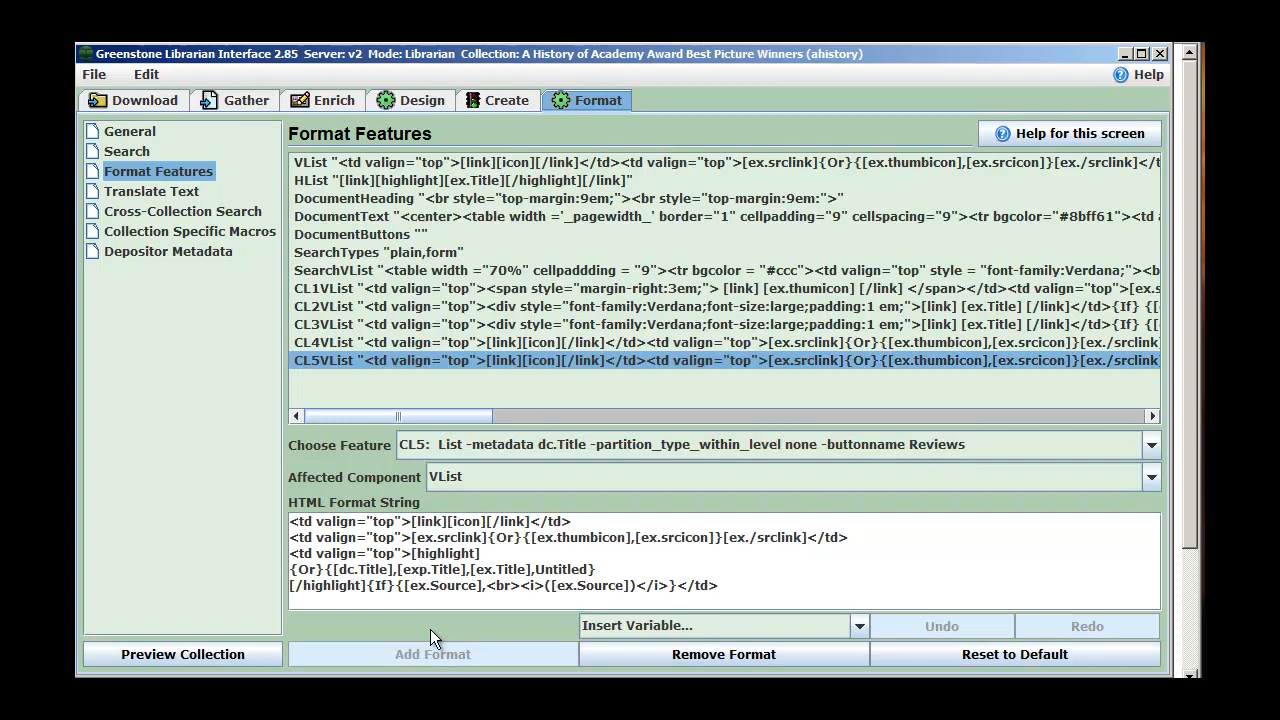 Greenstone Librarian Interface 2.85 Server: v2 Mode: Librarian Collection: A History of Academy Award Best Picture Winners (ahistory)
File Edit Help
Download Gather Enrich Design Create Format
General
Search
Format Features
Translate Text
Cross-Collection Search
Collection Specific Macros
Depositor Metadata
Format Features
Help for this screen
VList "<td valign="top">[link][icon][/link]</td><td valign="top">[ex.srclink]{Or}{[ex.thumbicon],[ex.srcicon]}[ex./srclink]</t
HList "[link][highlight][ex.Title][/highlight][/link]"
DocumentHeading "<br style="top-margin:9em;"><br style="top-margin:9em:">"
DocumentText "<center><table width ='_pagewidth_' border="1" cellpadding="9" cellspacing="9"><tr bgcolor="#8bff61"><td a
DocumentButtons ""
SearchTypes "plain,form"
SearchVList "<table width ="70%" cellpaddding = "9"><tr bgcolor = "#ccc"><td valign="top" style = "font-family:Verdana;"><b
CL1VList "<td valign="top"><span style="margin-right:3em;"> [link] [ex.thumicon] [/link] </span></td><td valign="top">[ex.s
CL2VList "<td valign="top"><div style="font-family:Verdana;font-size:large;padding:1 em;">[link] [ex.Title] [/link]</td>{If} {[
CL3VList "<td valign="top"><div style="font-family:Verdana;font-size:large;padding:1 em;">[link] [ex.Title] [/link]</td>{If} {[
CL4VList "<td valign="top">[link][icon][/link]</td><td valign="top">[ex.srclink]{Or}{[ex.thumbicon],[ex.srcicon]}[ex./srclink
CL5VList "<td valign="top">[link][icon][/link]</td><td valign="top">[ex.srclink]{Or}{[ex.thumbicon],[ex.srcicon]}[ex./srclink
Choose Feature CL5: List -metadata dc.Title -partition_type_within_level none -buttonname Reviews
Affected Component VList
HTML Format String
<td valign="top">[link][icon][/link]</td>
<td valign="top">[ex.srclink]{Or}{[ex.thumbicon],[ex.srcicon]}[ex./srclink]</td>
<td valign="top">[highlight]
{Or}{[dc.Title],[exp.Title],[ex.Title],Untitled}
[/highlight]{If}{[ex.Source],<br><i>([ex.Source])</i>}</td>
Insert Variable... Undo Redo
Preview Collection Add Format Remove Format Reset to Default